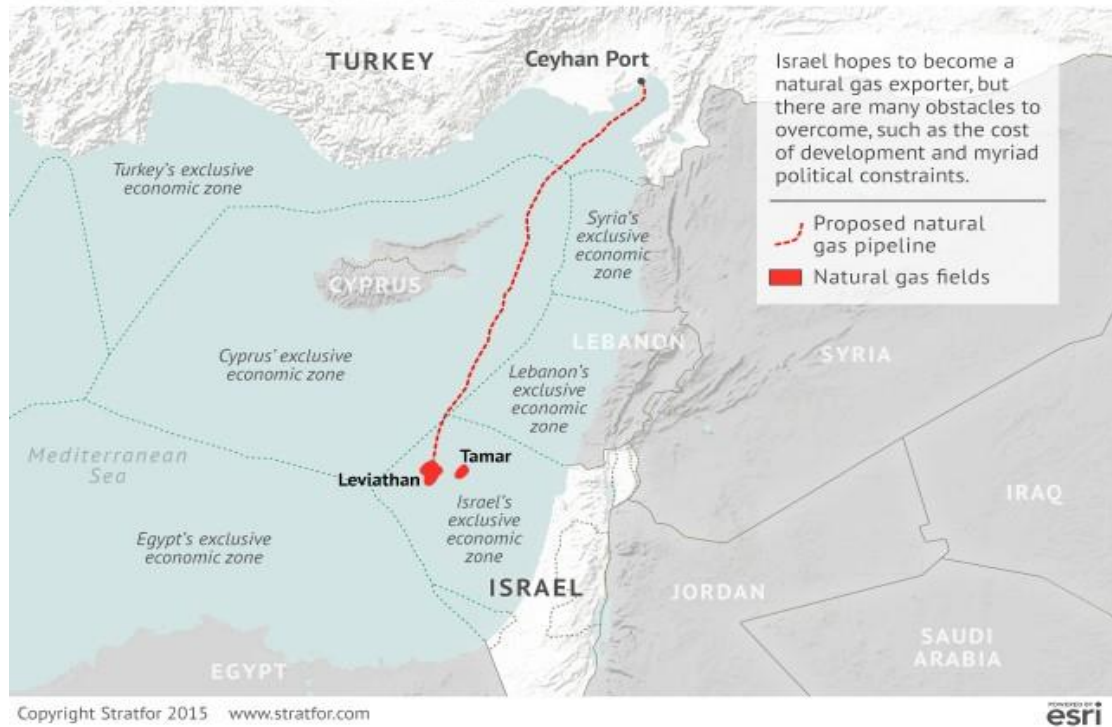 TURKEY
Ceyhan Port
Israel hopes to become a
natural gas exporter, but
there are many obstacles to
overcome, such as the cost
of development and myriad
political constraints.
Proposed natural
gas pipeline
Natural gas fields
Turkey's exclusive
economic zone
Syria's
exclusive
economic
zone
CYPRUS
LEBANON
SYRIA
Cyprus' exclusive
economic zone
Lebanon's
exclusive
economic
zone
Mediterranean
Sea
Tamar
Leviathan
IRAQ
Israel's
exclusive
economic
zone
Egypt's exclusive
economic zone
ISRAEL
JORDAN
SAUDI
ARABIA
EGYPT
Copyright Stratfor 2015 www.stratfor.com
POWERED BY
esri